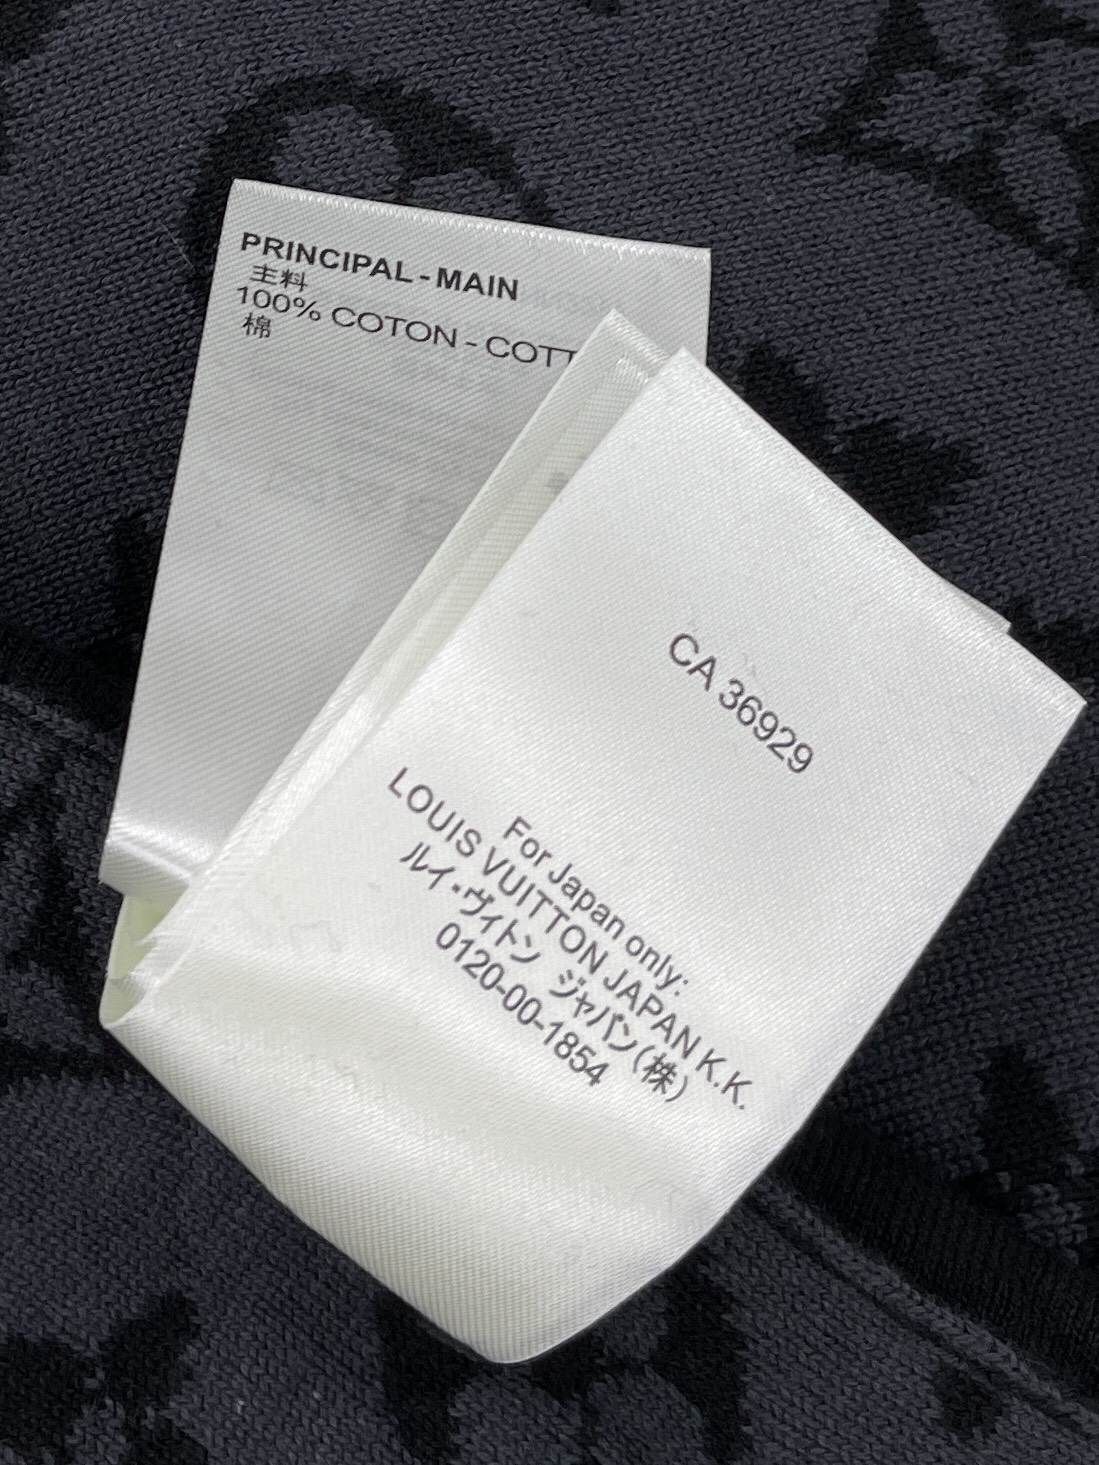 PRINCIPAL - MAIN
主料
100% COTON - COTT
棉
CA 36929
For Japan only:
LOUIS VUITTON JAPAN K.K.
ルイ・ヴィトン ジャパン(株)
0120-00-1854